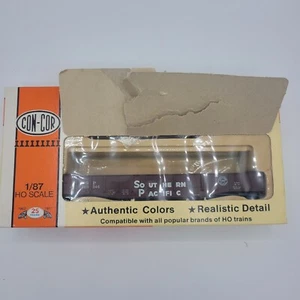 CON-COR
1/87
HO SCALE
25
SOUTHERN
PACIFIC
★Authentic Colors ★Realistic Detail
Compatible with all popular brands of HO trains